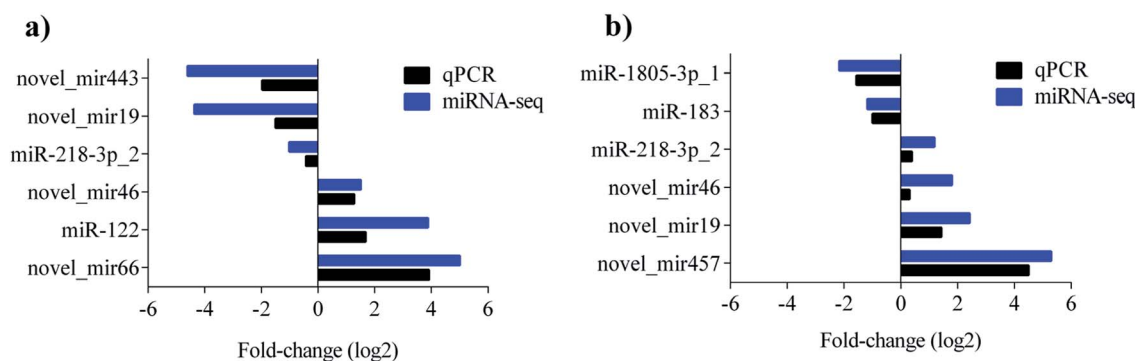 a)
novel_mir443
novel_mir19
miR-218-3p_2
novel_mir46
miR-122
novel_mir66
qPCR
miRNA-seq
-6 -4 -2 0 2 4 6
Fold-change (log2)
b)
miR-1805-3p_1
miR-183
miR-218-3p_2
novel_mir46
novel_mir19
novel_mir457
qPCR
miRNA-seq
-6 -4 -2 0 2 4 6
Fold-change (log2)